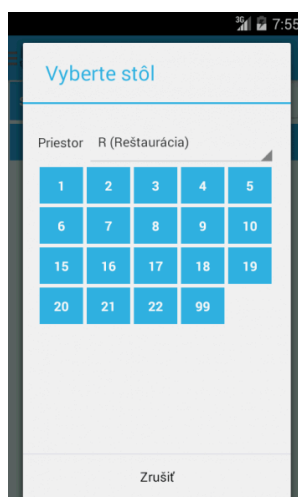 3G 7:55
Vyberte stôl
Priestor R (Reštaurácia)
1 2 3 4 5
6 7 8 9 10
15 16 17 18 19
20 21 22 99
Zrušiť